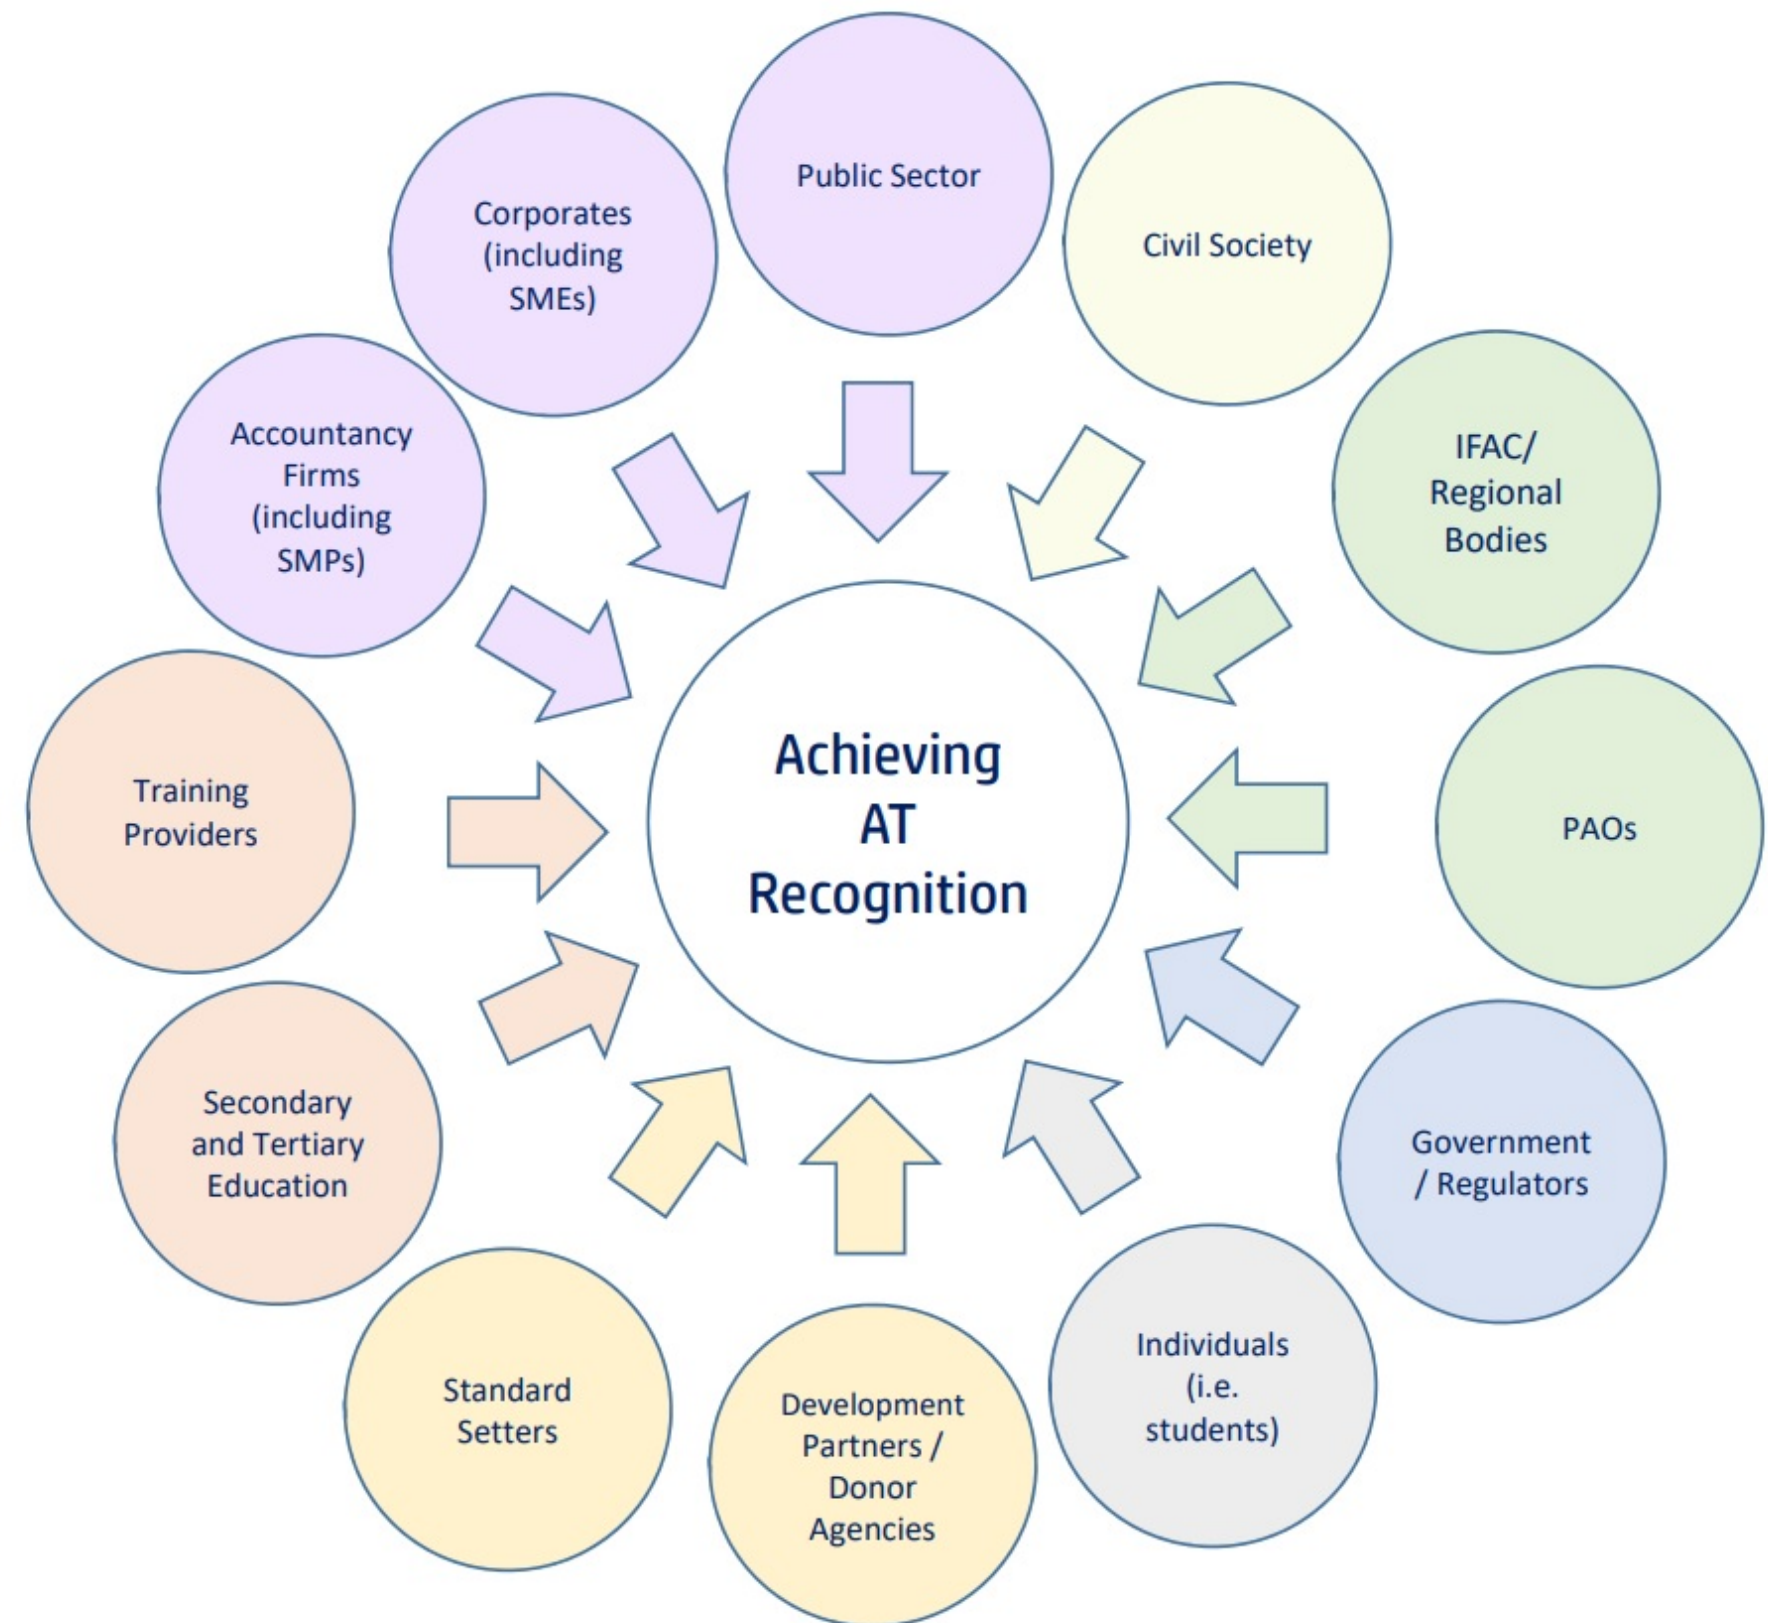 Public Sector
Civil Society
IFAC/
Regional
Bodies
PAOs
Government
/ Regulators
Individuals
(i.e.
students)
Development
Partners /
Donor
Agencies
Standard
Setters
Secondary
and Tertiary
Education
Training
Providers
Accountancy
Firms
(including
SMPs)
Corporates
(including
SMEs)
Achieving
AT
Recognition